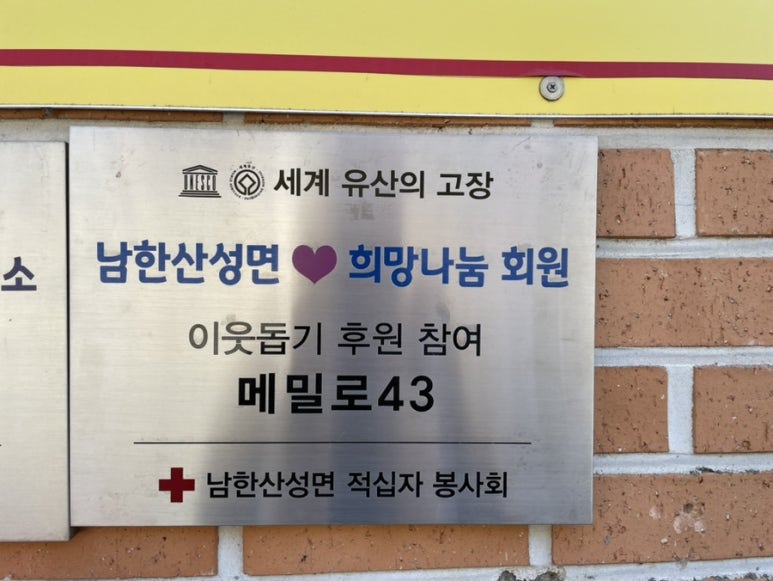 UNESCO 세계 유산의 고장
남한산성면 희망나눔 회원
이웃돕기 후원 참여
메밀로43
남한산성면 적십자 봉사회
소